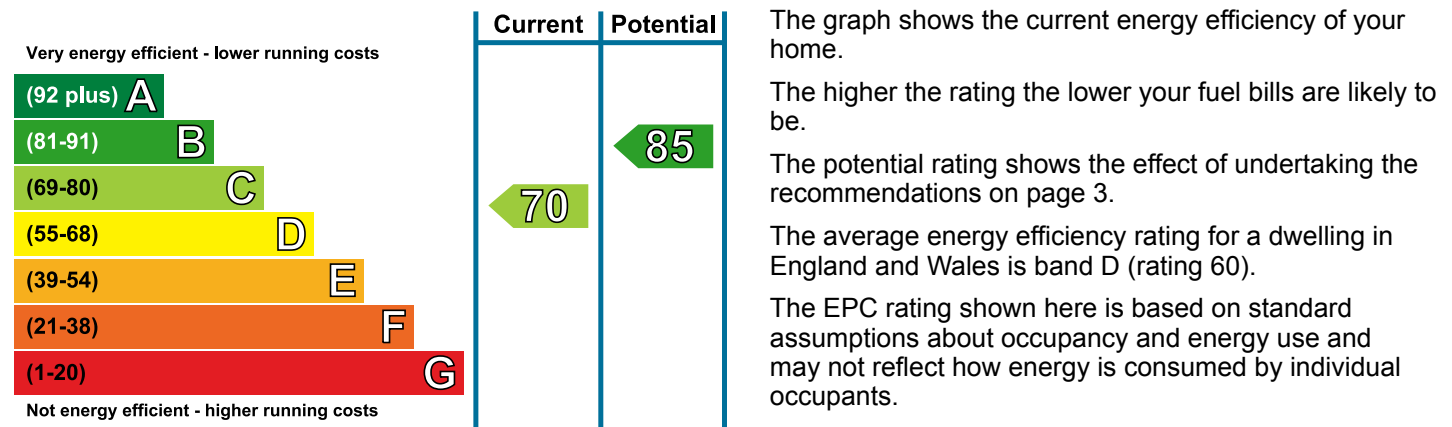 Current Potential
Very energy efficient - lower running costs
(92 plus) A
(81-91) B
85
(69-80) C
70
(55-68) D
(39-54) E
(21-38) F
(1-20) G
Not energy efficient - higher running costs
The graph shows the current energy efficiency of your
home.
The higher the rating the lower your fuel bills are likely to
be.
The potential rating shows the effect of undertaking the
recommendations on page 3.
The average energy efficiency rating for a dwelling in
England and Wales is band D (rating 60).
The EPC rating shown here is based on standard
assumptions about occupancy and energy use and
may not reflect how energy is consumed by individual
occupants.